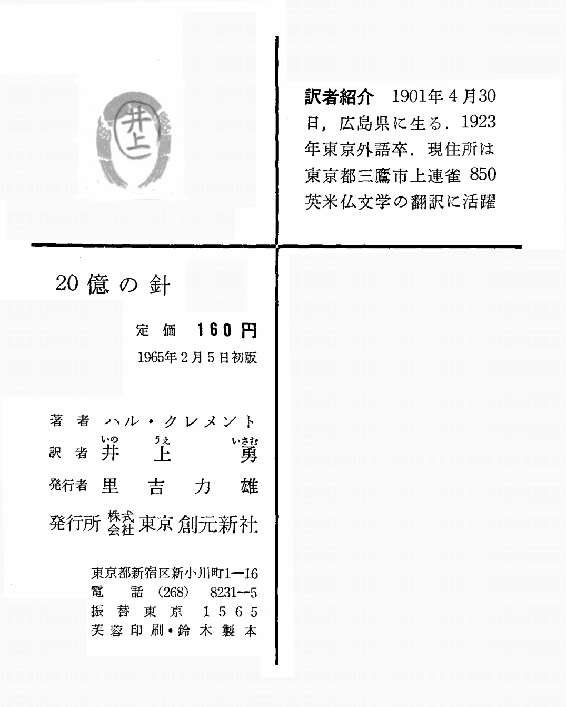 井上
訳者紹介　1901年4月30
日，広島県に生る．1923
年東京外語卒．現住所は
東京都三鷹市上連雀 850
英米仏文学の翻訳に活躍
20億の針
定価　160円
1965年2月5日初版
著者　ハル・クレメント
いの　うえ　いさむ
訳者　井上　勇
発行者　里吉力雄
発行所　株式会社　東京創元新社
東京都新宿区新小川町1—16
電話　(268)　8231—5
振替東京　1565
芙蓉印刷・鈴木製本